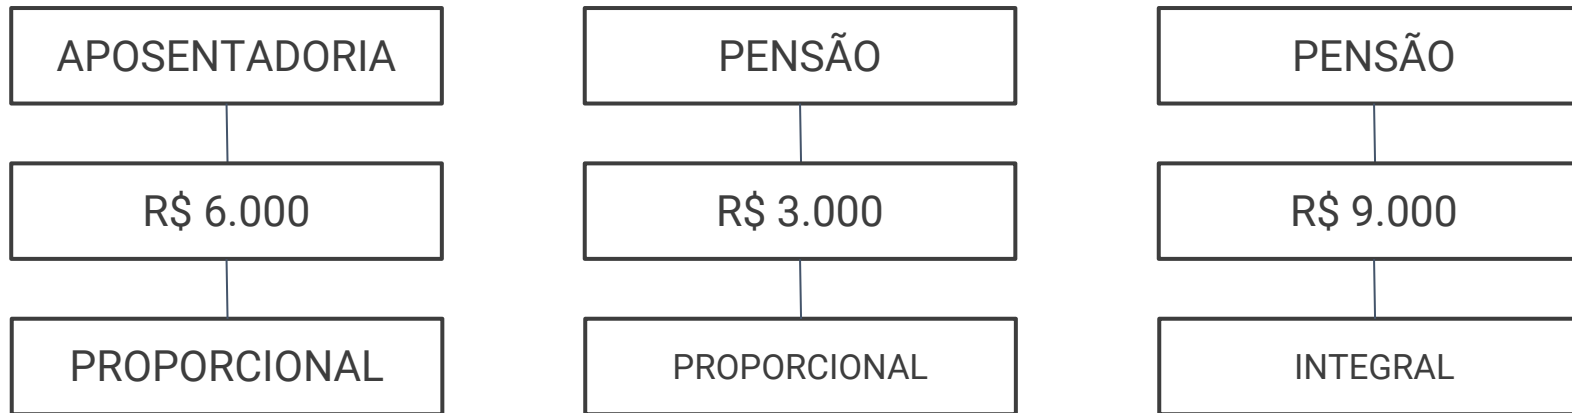 APOSENTADORIA
R$ 6.000
PROPORCIONAL
PENSÃO
R$ 3.000
PROPORCIONAL
PENSÃO
R$ 9.000
INTEGRAL